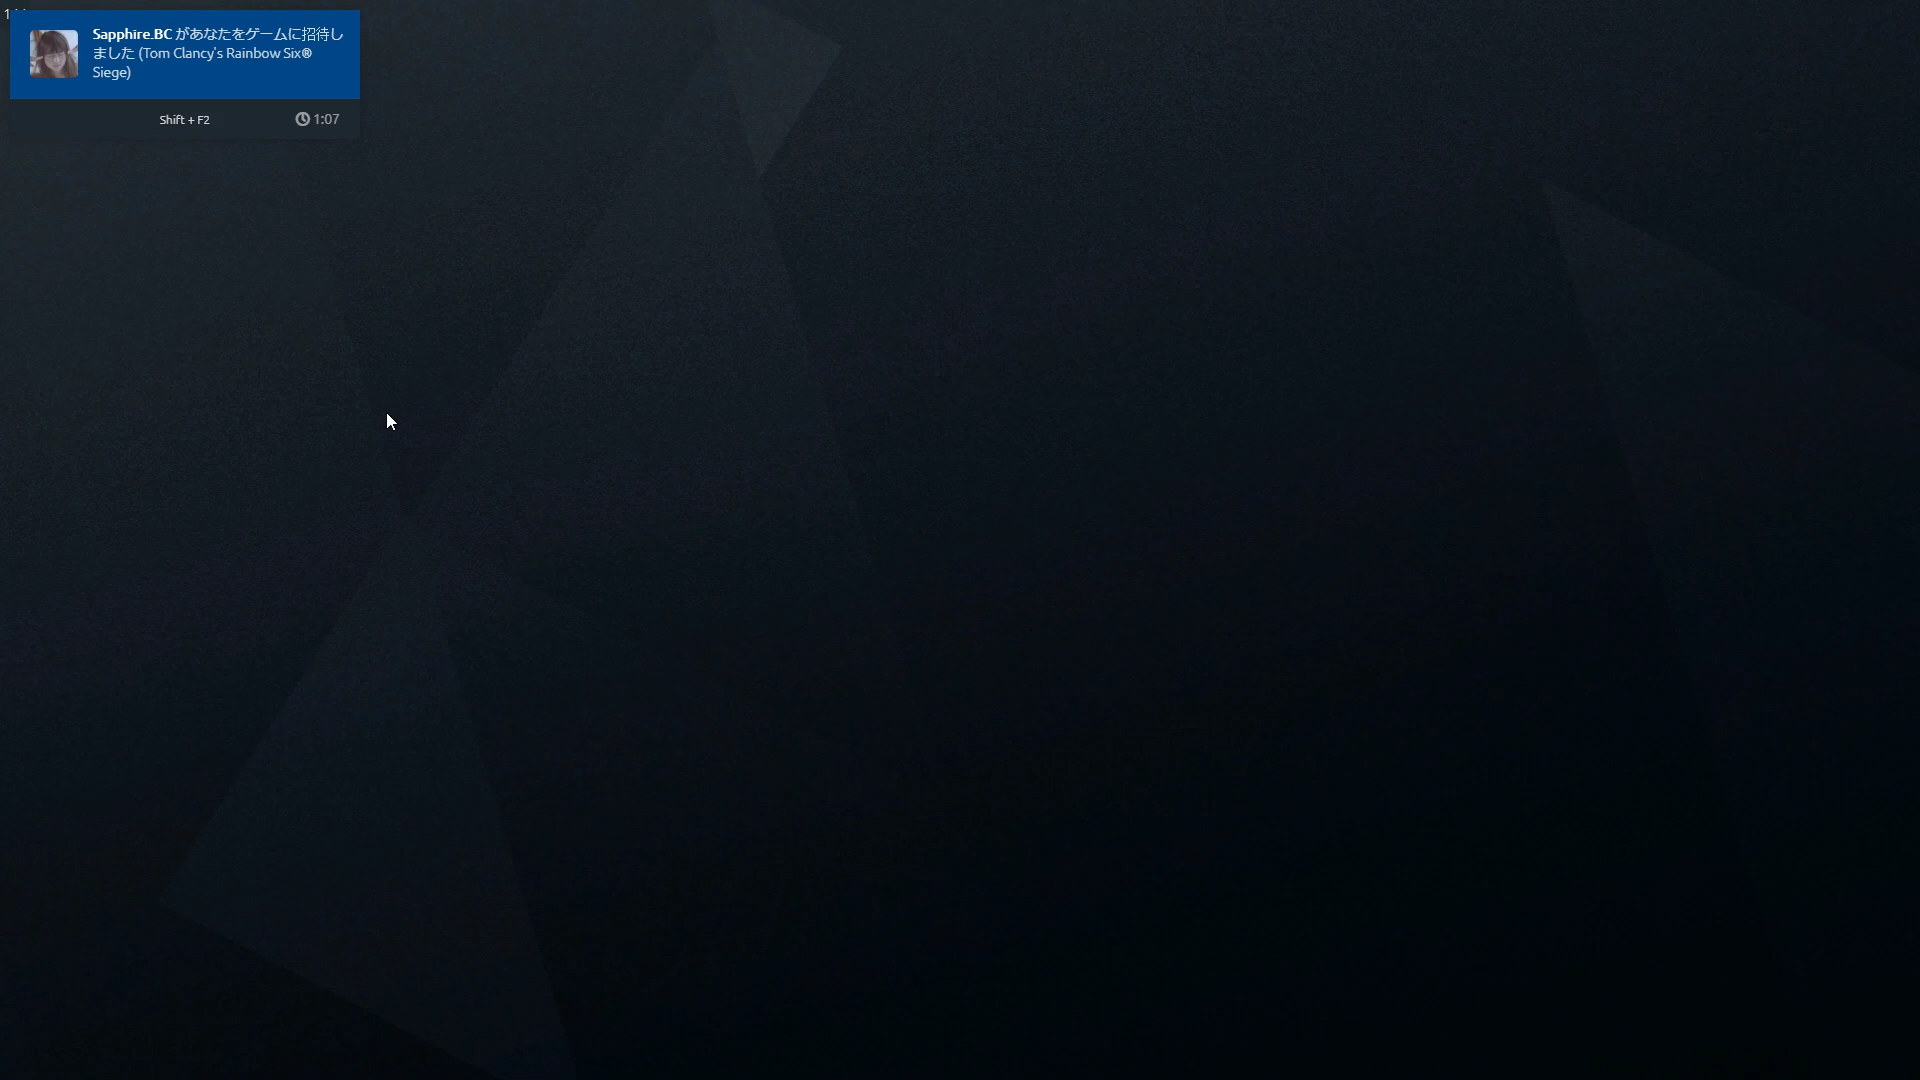 Sapphire.BC があなたをゲームに招待し
ました (Tom Clancy's Rainbow Six®
Siege)
Shift + F2
1:07